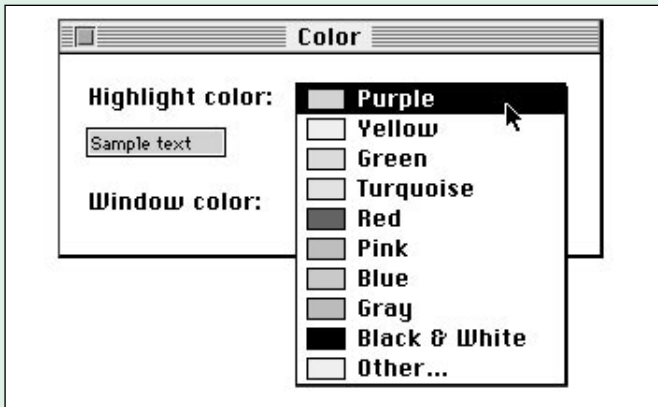 Color
Highlight color:
Purple
Sample text
Yellow
Green
Turquoise
Window color:
Red
Pink
Blue
Gray
Black & White
Other...